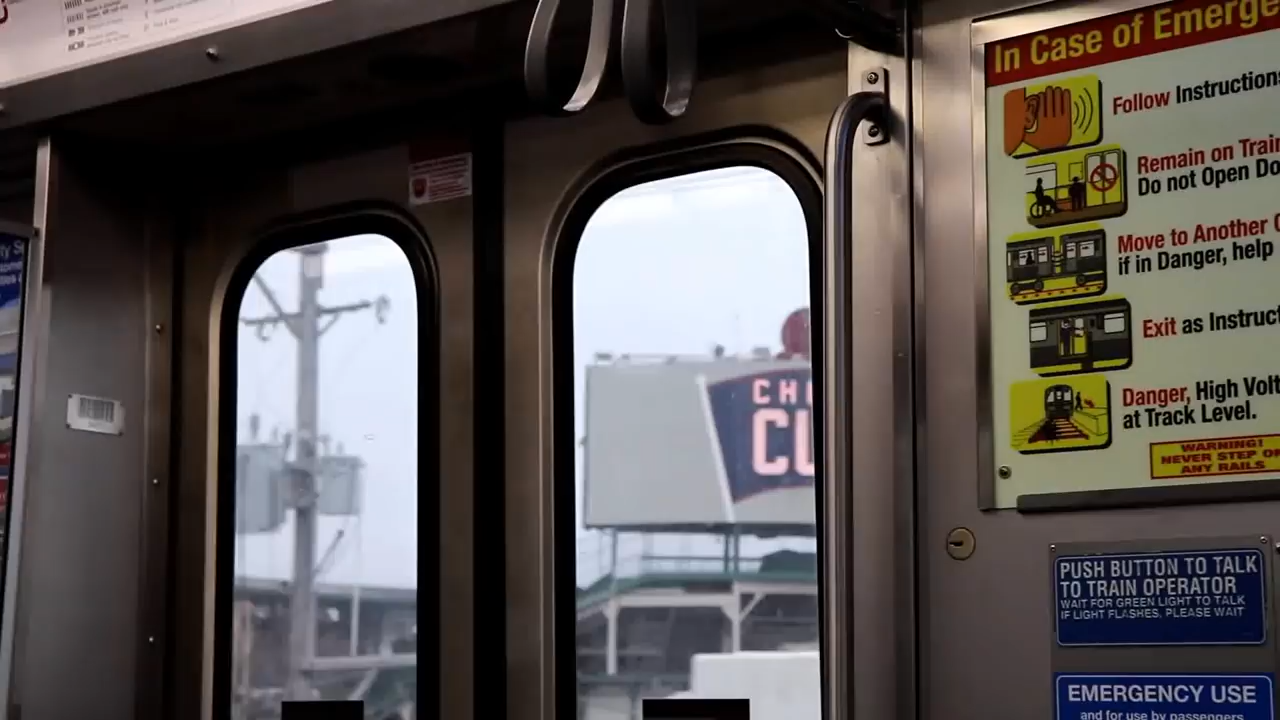 In Case of Emerge
Follow Instructions
Remain on Train
Do not Open Do
Move to Another C
if in Danger, help
Exit as Instruct
Danger, High Volt
at Track Level.
WARNING!
NEVER STEP ON
ANY RAILS
CH
CU
PUSH BUTTON TO TALK
TO TRAIN OPERATOR
WAIT FOR GREEN LIGHT TO TALK
IF LIGHT FLASHES, PLEASE WAIT
EMERGENCY USE
and for use by passengers